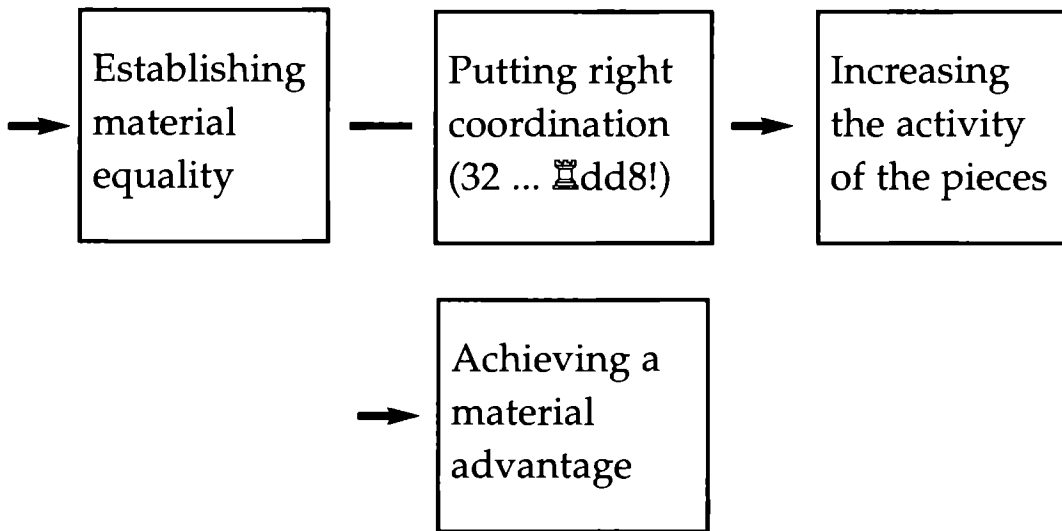 Establishing
material
equality
Putting right
coordination
(32 ... ♖dd8!)
Increasing
the activity
of the pieces
Achieving a
material
advantage